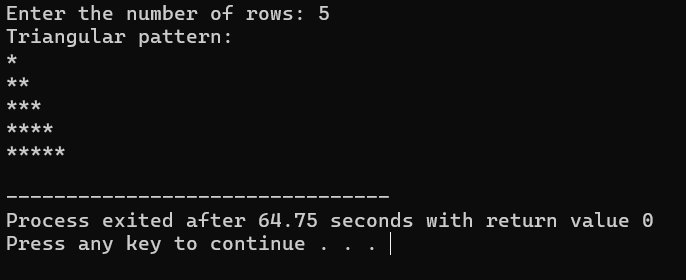 Enter the number of rows: 5
Triangular pattern:
*
**
***
****
*****
--------------------------------
Process exited after 64.75 seconds with return value 0
Press any key to continue . . .